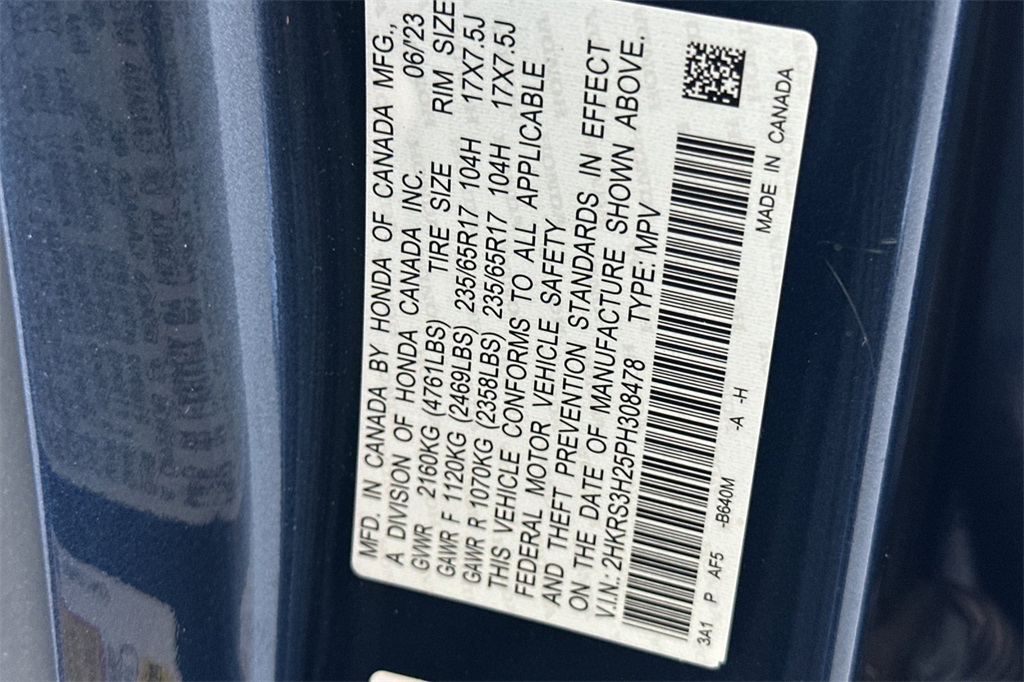 MFD. IN CANADA BY HONDA OF CANADA MFG.,
A DIVISION OF HONDA CANADA INC. 06/23
GVWR 2160KG (4761LBS) TIRE SIZE RIM SIZE
GAWR F 1120KG (2469LBS) 235/65R17 104H 17X7.5J
GAWR R 1070KG (2358LBS) 235/65R17 104H 17X7.5J
THIS VEHICLE CONFORMS TO ALL APPLICABLE
FEDERAL MOTOR VEHICLE SAFETY
AND THEFT PREVENTION STANDARDS IN EFFECT
ON THE DATE OF MANUFACTURE SHOWN ABOVE.
V.I.N.: 2HKRS3H25PH308478 TYPE: MPV
3A1 P AF5 -B640M -A -H MADE IN CANADA